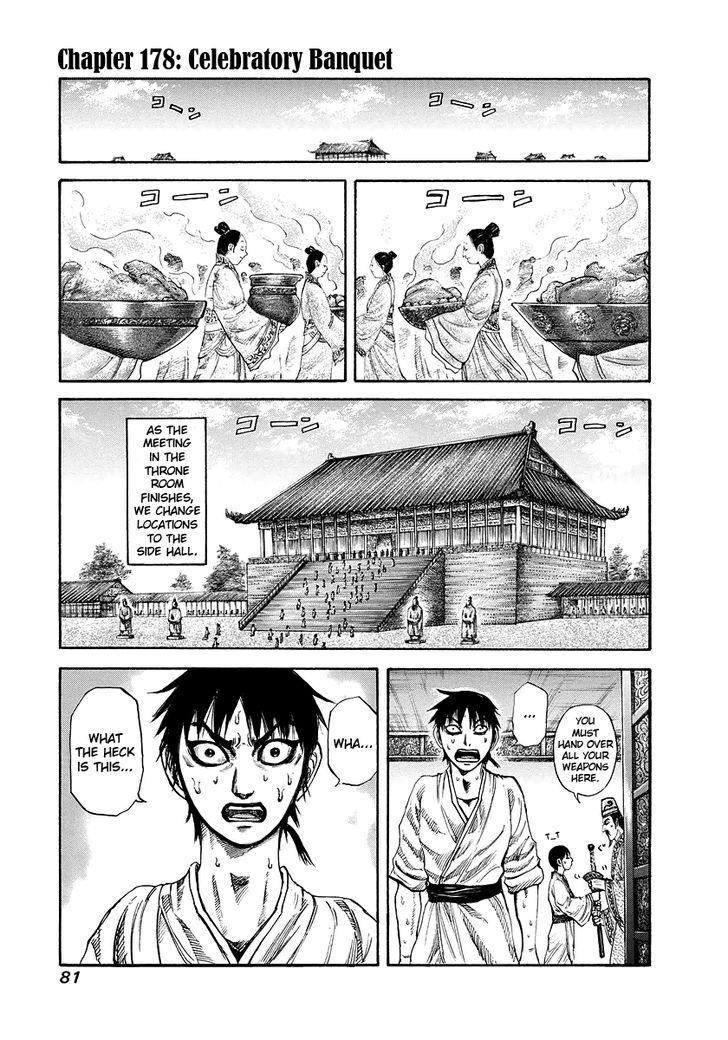 Chapter 178: Celebratory Banquet
コーン
コーン
コーン
コーン
コーン
コーン
AS THE
MEETING
IN THE
THRONE
ROOM
FINISHES,
WE CHANGE
LOCATIONS
TO THE
SIDE HALL.
...
YOU
MUST
HAND OVER
ALL YOUR
WEAPONS
HERE.
T_T
WHA...
WHAT
THE HECK
IS THIS...
81